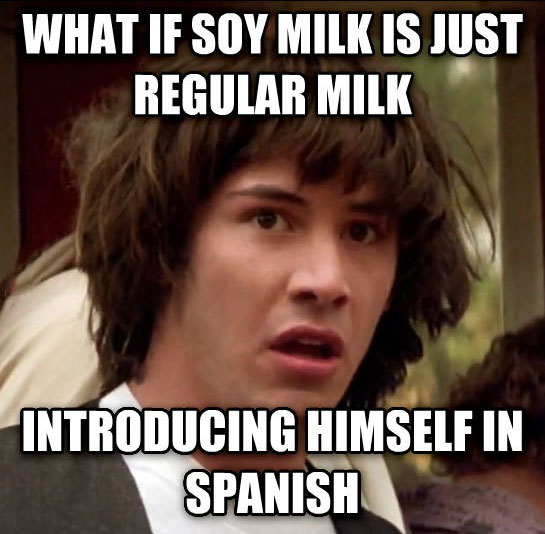 WHAT IF SOY MILK IS JUST
REGULAR MILK
INTRODUCING HIMSELF IN
SPANISH